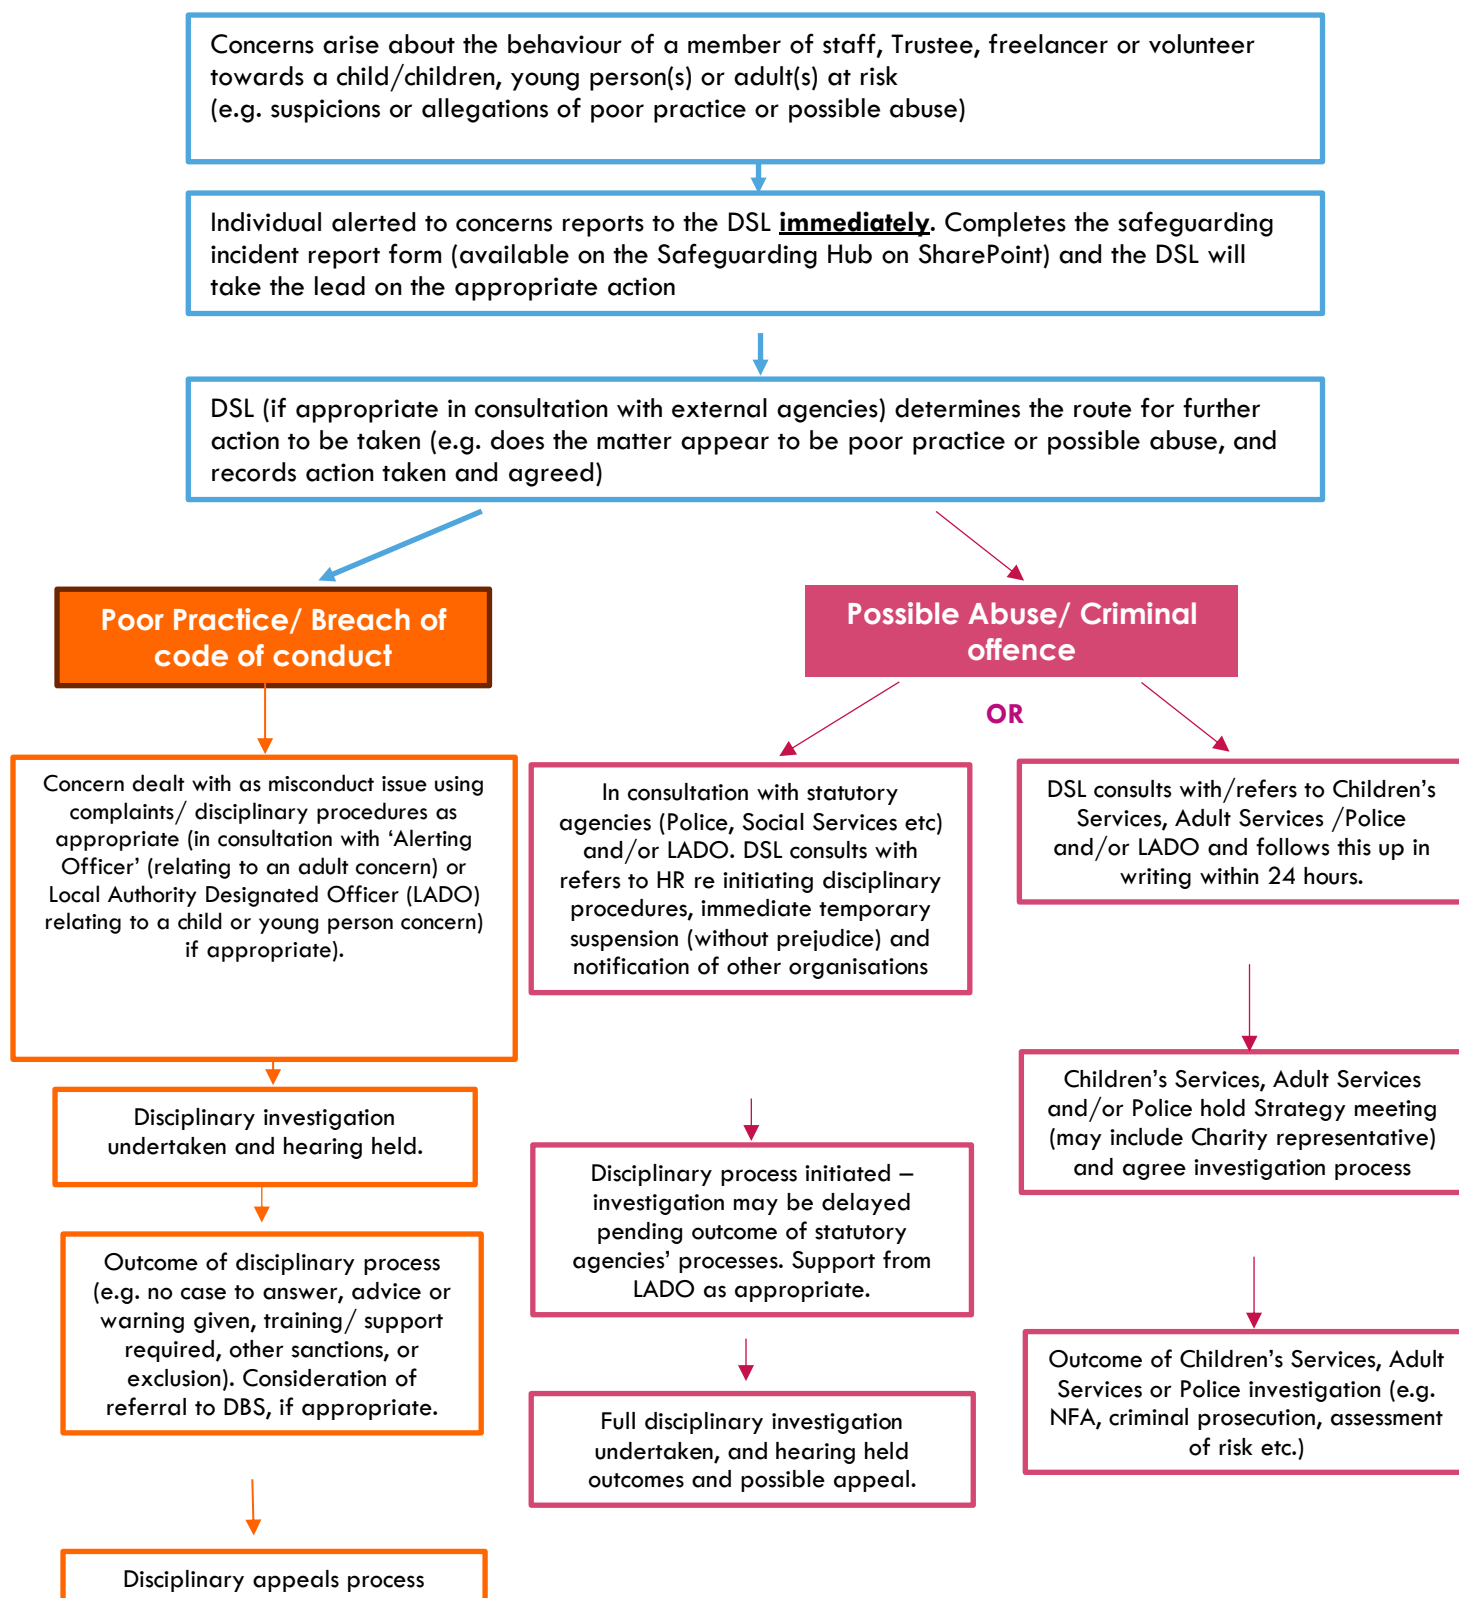 Concerns arise about the behaviour of a member of staff, Trustee, freelancer or volunteer
towards a child/children, young person(s) or adult(s) at risk
(e.g. suspicions or allegations of poor practice or possible abuse)
Individual alerted to concerns reports to the DSL immediately. Completes the safeguarding
incident report form (available on the Safeguarding Hub on SharePoint) and the DSL will
take the lead on the appropriate action
DSL (if appropriate in consultation with external agencies) determines the route for further
action to be taken (e.g. does the matter appear to be poor practice or possible abuse, and
records action taken and agreed)
Poor Practice/ Breach of
code of conduct
Concern dealt with as misconduct issue using
complaints/ disciplinary procedures as
appropriate (in consultation with ‘Alerting
Officer’ (relating to an adult concern) or
Local Authority Designated Officer (LADO)
relating to a child or young person concern)
if appropriate).
Disciplinary investigation
undertaken and hearing held.
Outcome of disciplinary process
(e.g. no case to answer, advice or
warning given, training/ support
required, other sanctions, or
exclusion). Consideration of
referral to DBS, if appropriate.
Disciplinary appeals process
Possible Abuse/ Criminal
offence
OR
In consultation with statutory
agencies (Police, Social Services etc)
and/or LADO. DSL consults with
refers to HR re initiating disciplinary
procedures, immediate temporary
suspension (without prejudice) and
notification of other organisations
Disciplinary process initiated –
investigation may be delayed
pending outcome of statutory
agencies’ processes. Support from
LADO as appropriate.
Full disciplinary investigation
undertaken, and hearing held
outcomes and possible appeal.
DSL consults with/refers to Children’s
Services, Adult Services /Police
and/or LADO and follows this up in
writing within 24 hours.
Children’s Services, Adult Services
and/or Police hold Strategy meeting
(may include Charity representative)
and agree investigation process
Outcome of Children’s Services, Adult
Services or Police investigation (e.g.
NFA, criminal prosecution, assessment
of risk etc.)